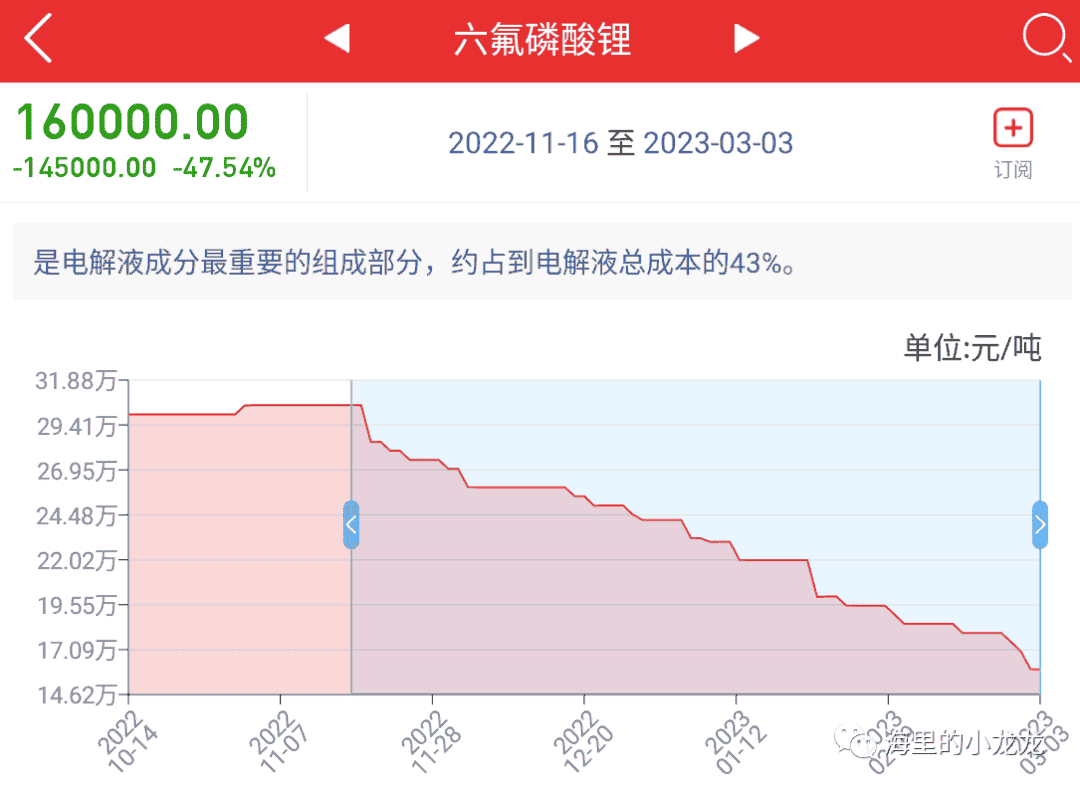 六氟磷酸锂
160000.00
-145000.00 -47.54%
2022-11-16 至 2023-03-03
订阅
是电解液成分最重要的组成部分，约占到电解液总成本的43%。
单位:元/吨
31.88万
29.41万
26.95万
24.48万
22.02万
19.55万
17.09万
14.62万
2022
10-14
2022
11-07
2022
11-28
2022
12-20
2023
01-12
2023
2023
03-03
海里的小龙龙